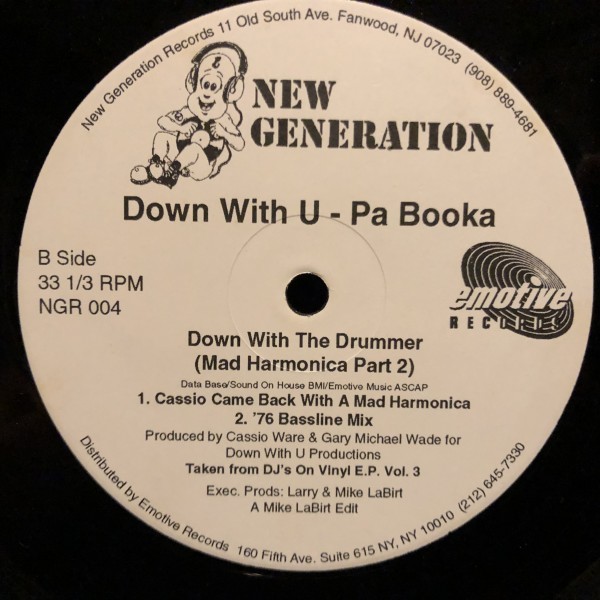 New Generation Records 11 Old South Ave. Fanwood, NJ 07023 (908) 889-4681
NEW
GENERATION
Down With U - Pa Booka
B Side
33 1/3 RPM
NGR 004
emotive
RECORDS
Down With The Drummer
(Mad Harmonica Part 2)
Data Base/Sound On House BMI/Emotive Music ASCAP
1. Cassio Came Back With A Mad Harmonica
2. '76 Bassline Mix
Produced by Cassio Ware & Gary Michael Wade for
Down With U Productions
Taken from DJ's On Vinyl E.P. Vol. 3
Exec. Prods: Larry & Mike LaBirt
A Mike LaBirt Edit
Distributed by Emotive Records 160 Fifth Ave. Suite 615 NY, NY 10010 (212) 645-7330